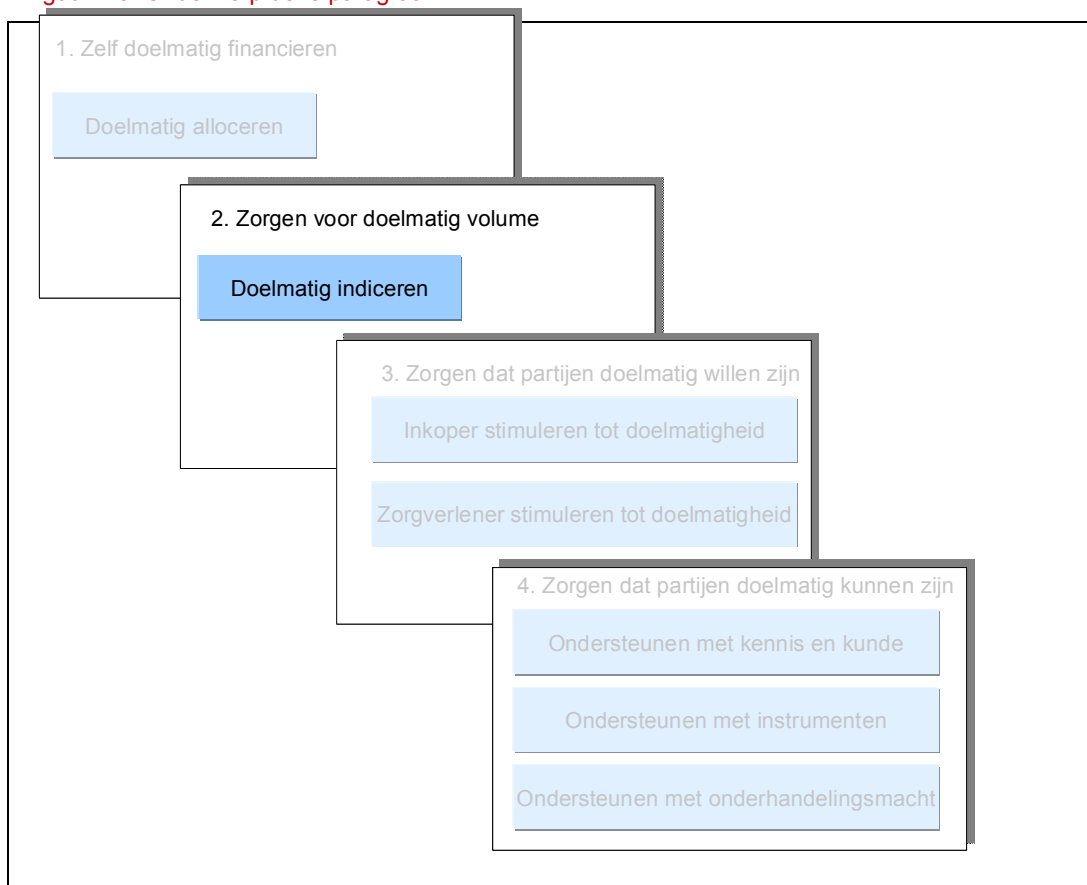 1. Zelf doelmatig financieren
Doelmatig alloceren
2. Zorgen voor doelmatig volume
Doelmatig indiceren
3. Zorgen dat partijen doelmatig willen zijn
Inkoper stimuleren tot doelmatigheid
Zorgverlener stimuleren tot doelmatigheid
4. Zorgen dat partijen doelmatig kunnen zijn
Ondersteunen met kennis en kunde
Ondersteunen met instrumenten
Ondersteunen met onderhandelingsmacht